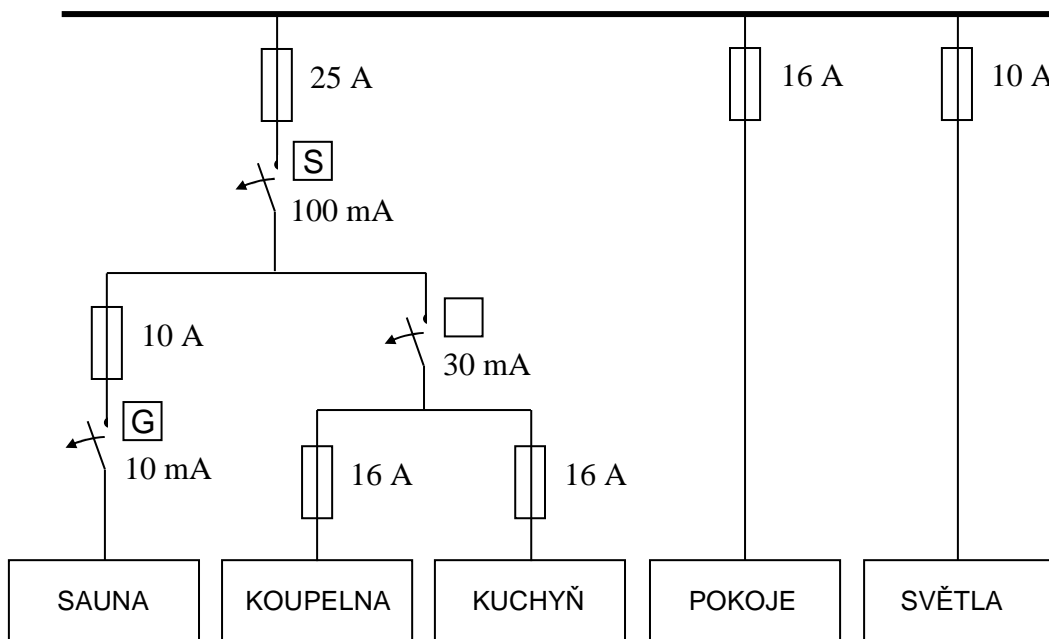 25 A
16 A
10 A
S
100 mA
10 A
30 mA
G
10 mA
16 A
16 A
SAUNA
KOUPELNA
KUCHYŇ
POKOJE
SVĚTLA